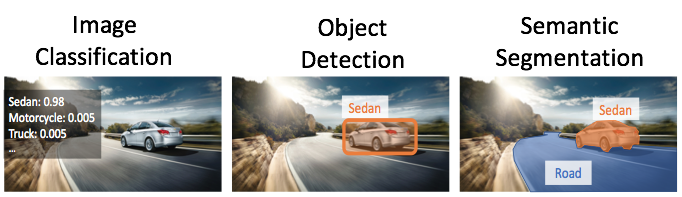 Image
Classification
Sedan: 0.98
Motorcycle: 0.005
Truck: 0.005
...
Object
Detection
Sedan
Semantic
Segmentation
Sedan
Road